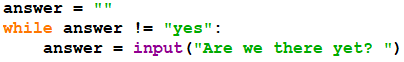 answer = ""
while answer != "yes":
    answer = input("Are we there yet? ")